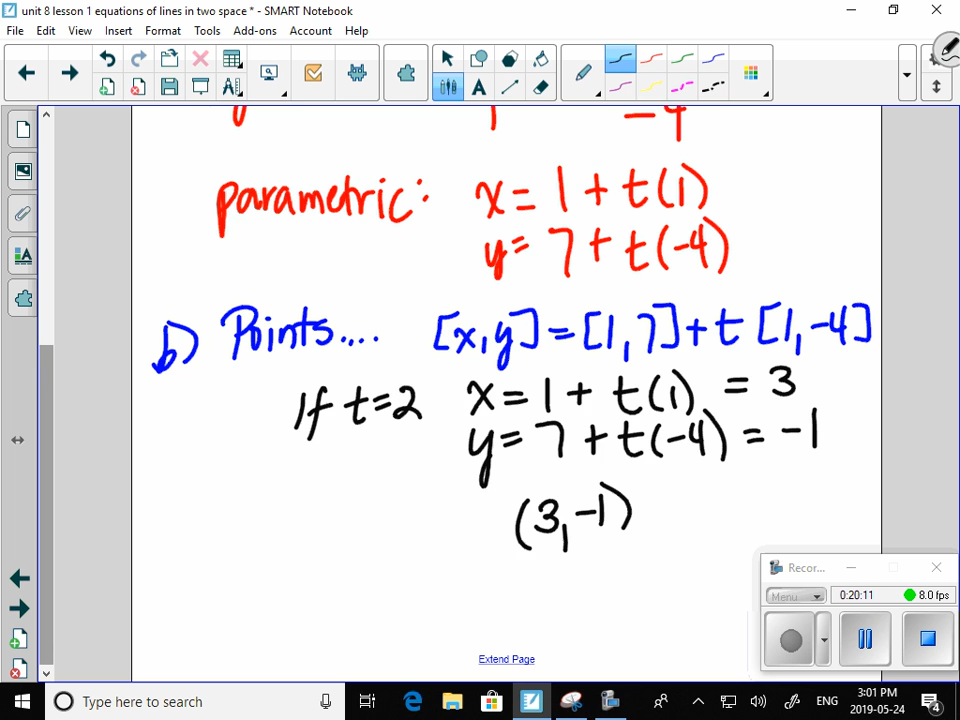 unit 8 lesson 1 equations of lines in two space * - SMART Notebook
File Edit View Insert Format Tools Add-ons Account Help
y 1 -4
parametric: x = 1 + t(1)
y = 7 + t(-4)
b) Points... [x,y] = [1,7] + t [1,-4]
If t=2 x = 1 + t(1) = 3
y = 7 + t(-4) = -1
(3,-1)
Recor...
Menu 0:20:11 8.0 fps
Extend Page
Type here to search
ENG 3:01 PM
2019-05-24 4